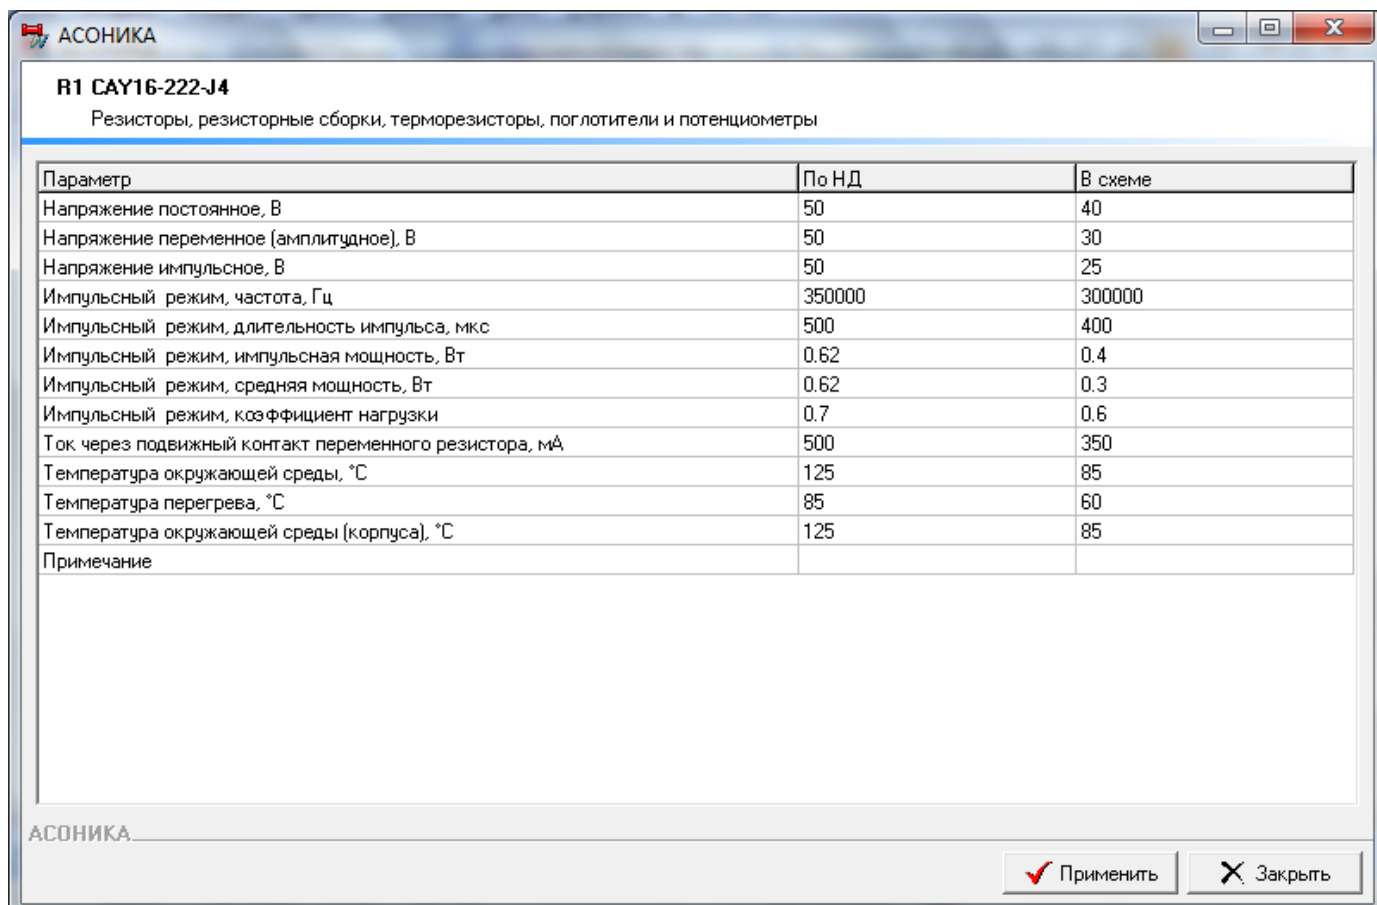 АСОНИКА
R1 CAY16-222-J4
Резисторы, резисторные сборки, терморезисторы, поглотители и потенциометры
Параметр По НД В схеме
Напряжение постоянное, В 50 40
Напряжение переменное (амплитудное), В 50 30
Напряжение импульсное, В 50 25
Импульсный режим, частота, Гц 350000 300000
Импульсный режим, длительность импульса, мкс 500 400
Импульсный режим, импульсная мощность, Вт 0.62 0.4
Импульсный режим, средняя мощность, Вт 0.62 0.3
Импульсный режим, коэффициент нагрузки 0.7 0.6
Ток через подвижный контакт переменного резистора, мА 500 350
Температура окружающей среды, °С 125 85
Температура перегрева, °С 85 60
Температура окружающей среды (корпуса), °С 125 85
Примечание
АСОНИКА
Применить Закрыть